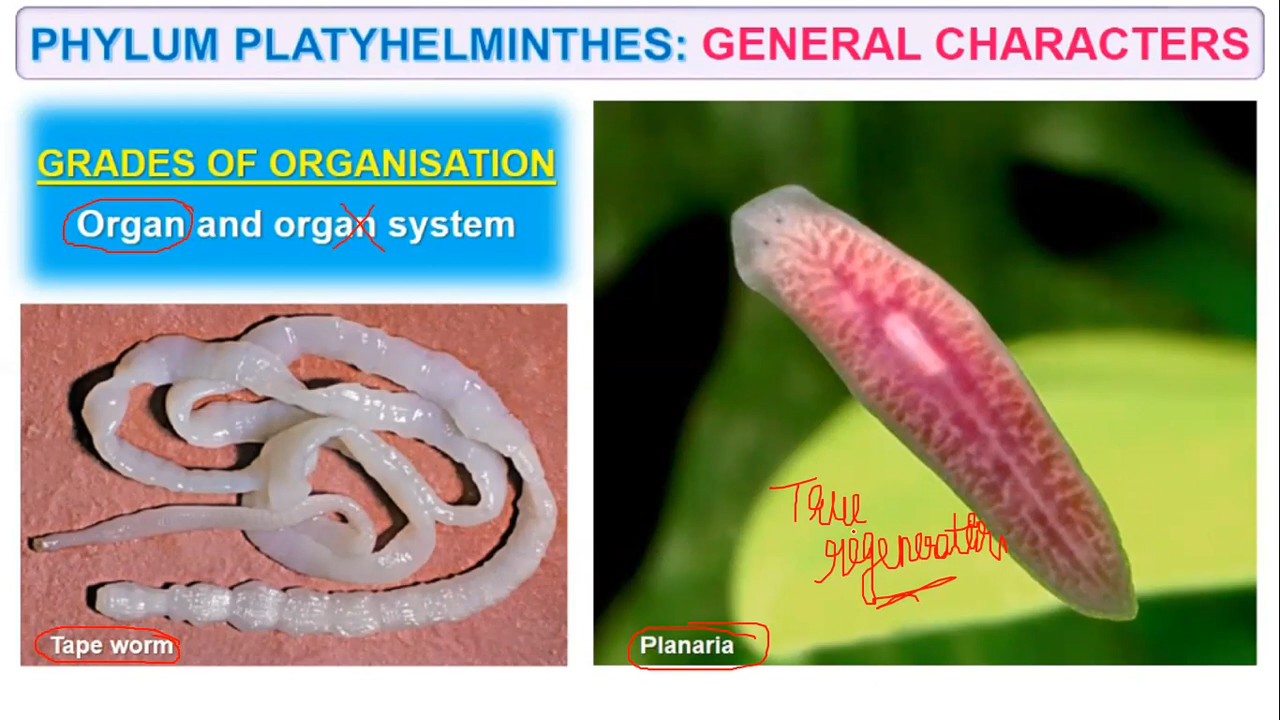 PHYLUM PLATYHELMINTHES: GENERAL CHARACTERS
GRADES OF ORGANISATION
Organ and organ system
True
regeneration
Tape worm
Planaria